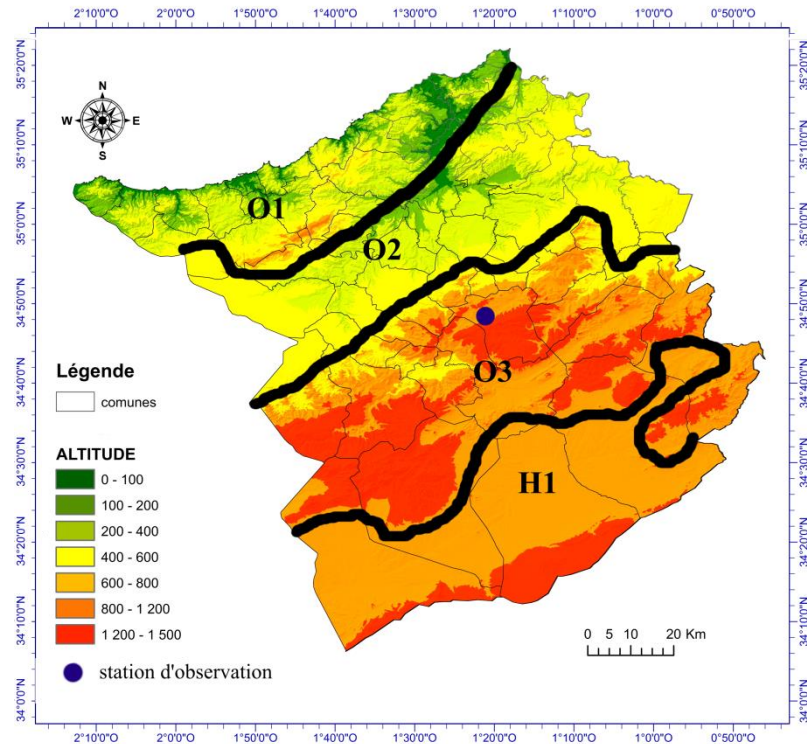 2°10'0"O 2°0'0"O 1°50'0"O 1°40'0"O 1°30'0"O 1°20'0"O 1°10'0"O 1°0'0"O 0°50'0"O
35°20'0"N 35°20'0"N
N
W E
S
35°10'0"N 35°10'0"N
O1
35°0'0"N 35°0'0"N
O2
34°50'0"N 34°50'0"N
Légende
comunes
34°40'0"N 34°40'0"N
O3
ALTITUDE
0 - 100
34°30'0"N 34°30'0"N
100 - 200
H1
200 - 400
400 - 600
34°20'0"N 34°20'0"N
600 - 800
800 - 1 200
34°10'0"N 34°10'0"N
1 200 - 1 500
0 5 10 20 Km
station d'observation
34°0'0"N 34°0'0"N
2°10'0"O 2°0'0"O 1°50'0"O 1°40'0"O 1°30'0"O 1°20'0"O 1°10'0"O 1°0'0"O 0°50'0"O